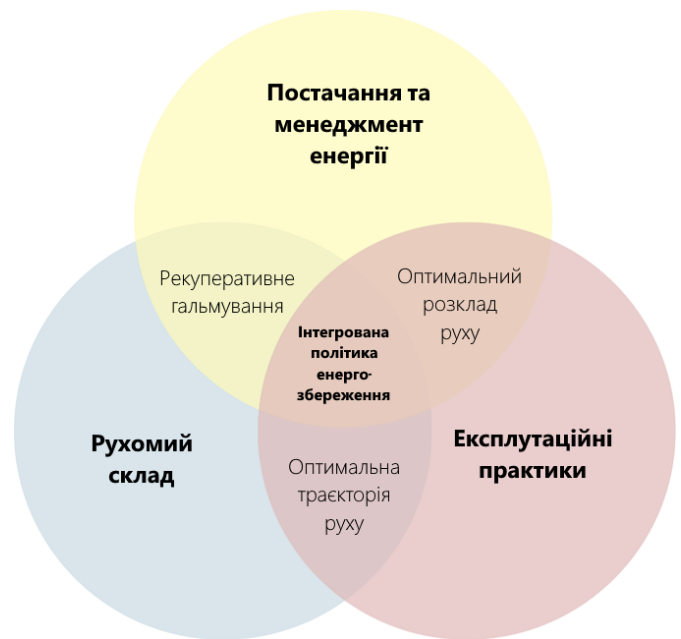 Постачання та
менеджмент
енергії
Рекуперативне
гальмування
Оптимальний
розклад
руху
Інтегрована
політика
енерго-
збереження
Рухомий
склад
Експлутаційні
практики
Оптимальна
траєкторія
руху